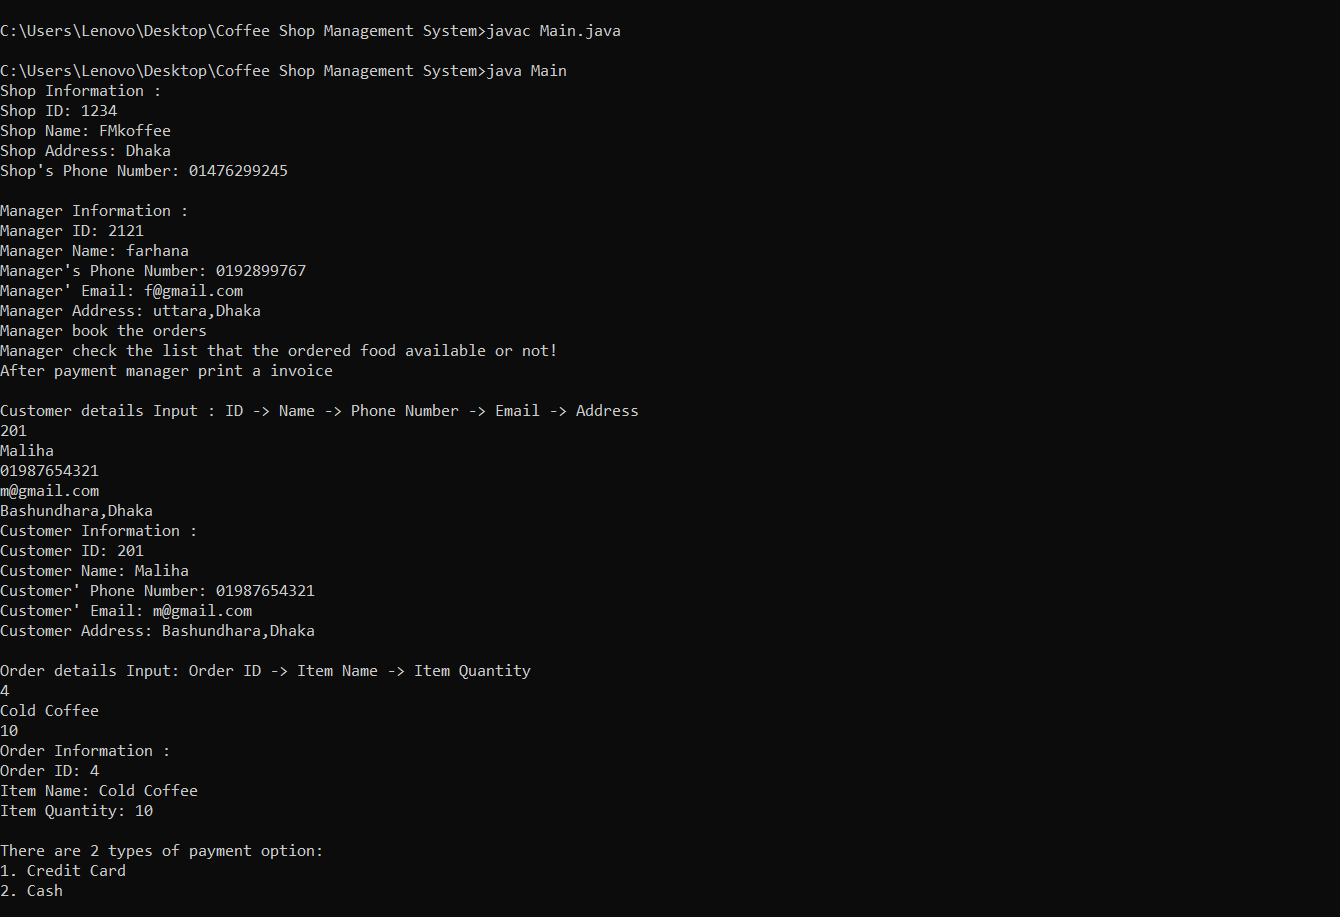 C:\Users\Lenovo\Desktop\Coffee Shop Management System>javac Main.java
C:\Users\Lenovo\Desktop\Coffee Shop Management System>java Main
Shop Information :
Shop ID: 1234
Shop Name: FMkoffee
Shop Address: Dhaka
Shop's Phone Number: 01476299245
Manager Information :
Manager ID: 2121
Manager Name: farhana
Manager's Phone Number: 0192899767
Manager' Email: f@gmail.com
Manager Address: uttara,Dhaka
Manager book the orders
Manager check the list that the ordered food available or not!
After payment manager print a invoice
Customer details Input : ID -> Name -> Phone Number -> Email -> Address
201
Maliha
01987654321
m@gmail.com
Bashundhara,Dhaka
Customer Information :
Customer ID: 201
Customer Name: Maliha
Customer' Phone Number: 01987654321
Customer' Email: m@gmail.com
Customer Address: Bashundhara,Dhaka
Order details Input: Order ID -> Item Name -> Item Quantity
4
Cold Coffee
10
Order Information :
Order ID: 4
Item Name: Cold Coffee
Item Quantity: 10
There are 2 types of payment option:
1. Credit Card
2. Cash